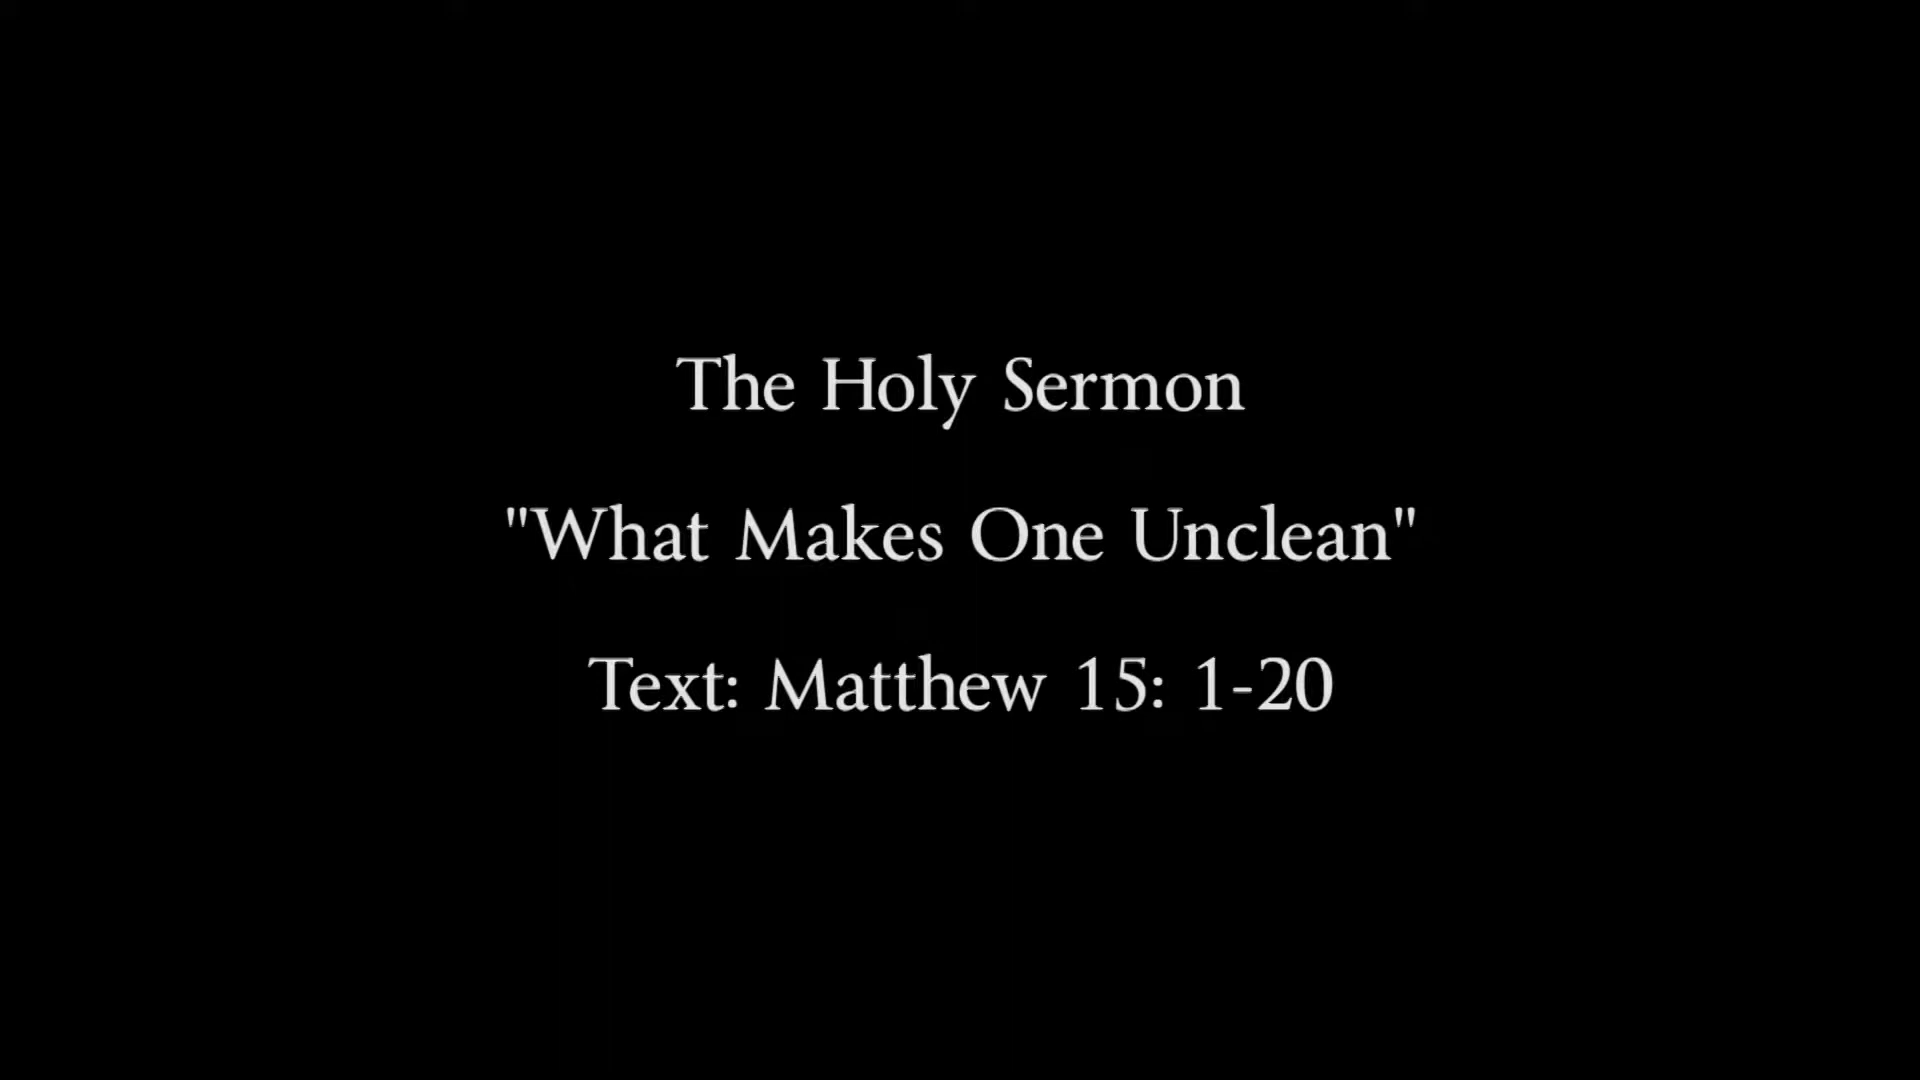 The Holy Sermon
"What Makes One Unclean"
Text: Matthew 15: 1-20